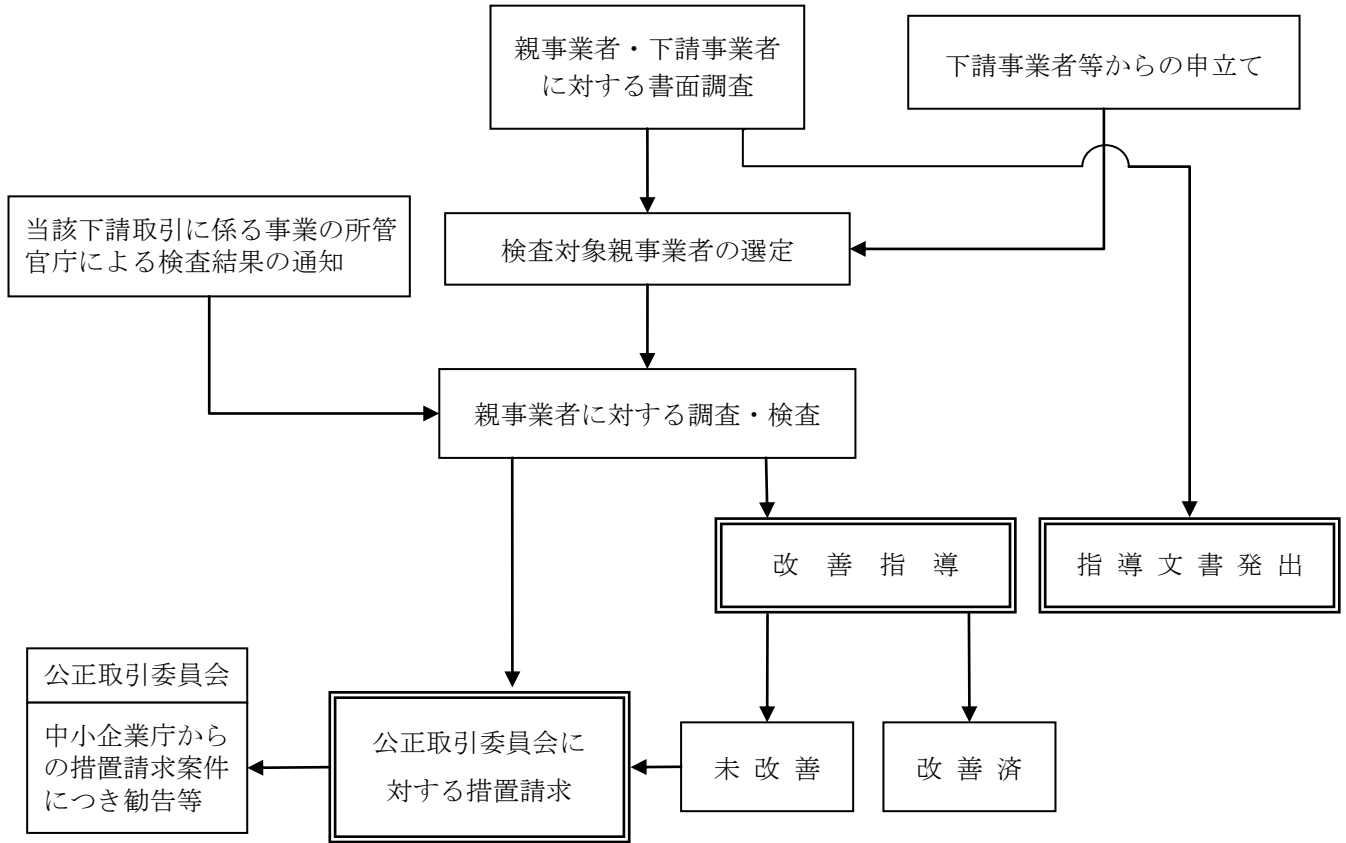 親事業者・下請事業者
に対する書面調査
下請事業者等からの申立て
当該下請取引に係る事業の所管
官庁による検査結果の通知
検査対象親事業者の選定
親事業者に対する調査・検査
改善指導
指導文書発出
公正取引委員会
中小企業庁から
の措置請求案件
につき勧告等
公正取引委員会に
対する措置請求
未改善
改善済